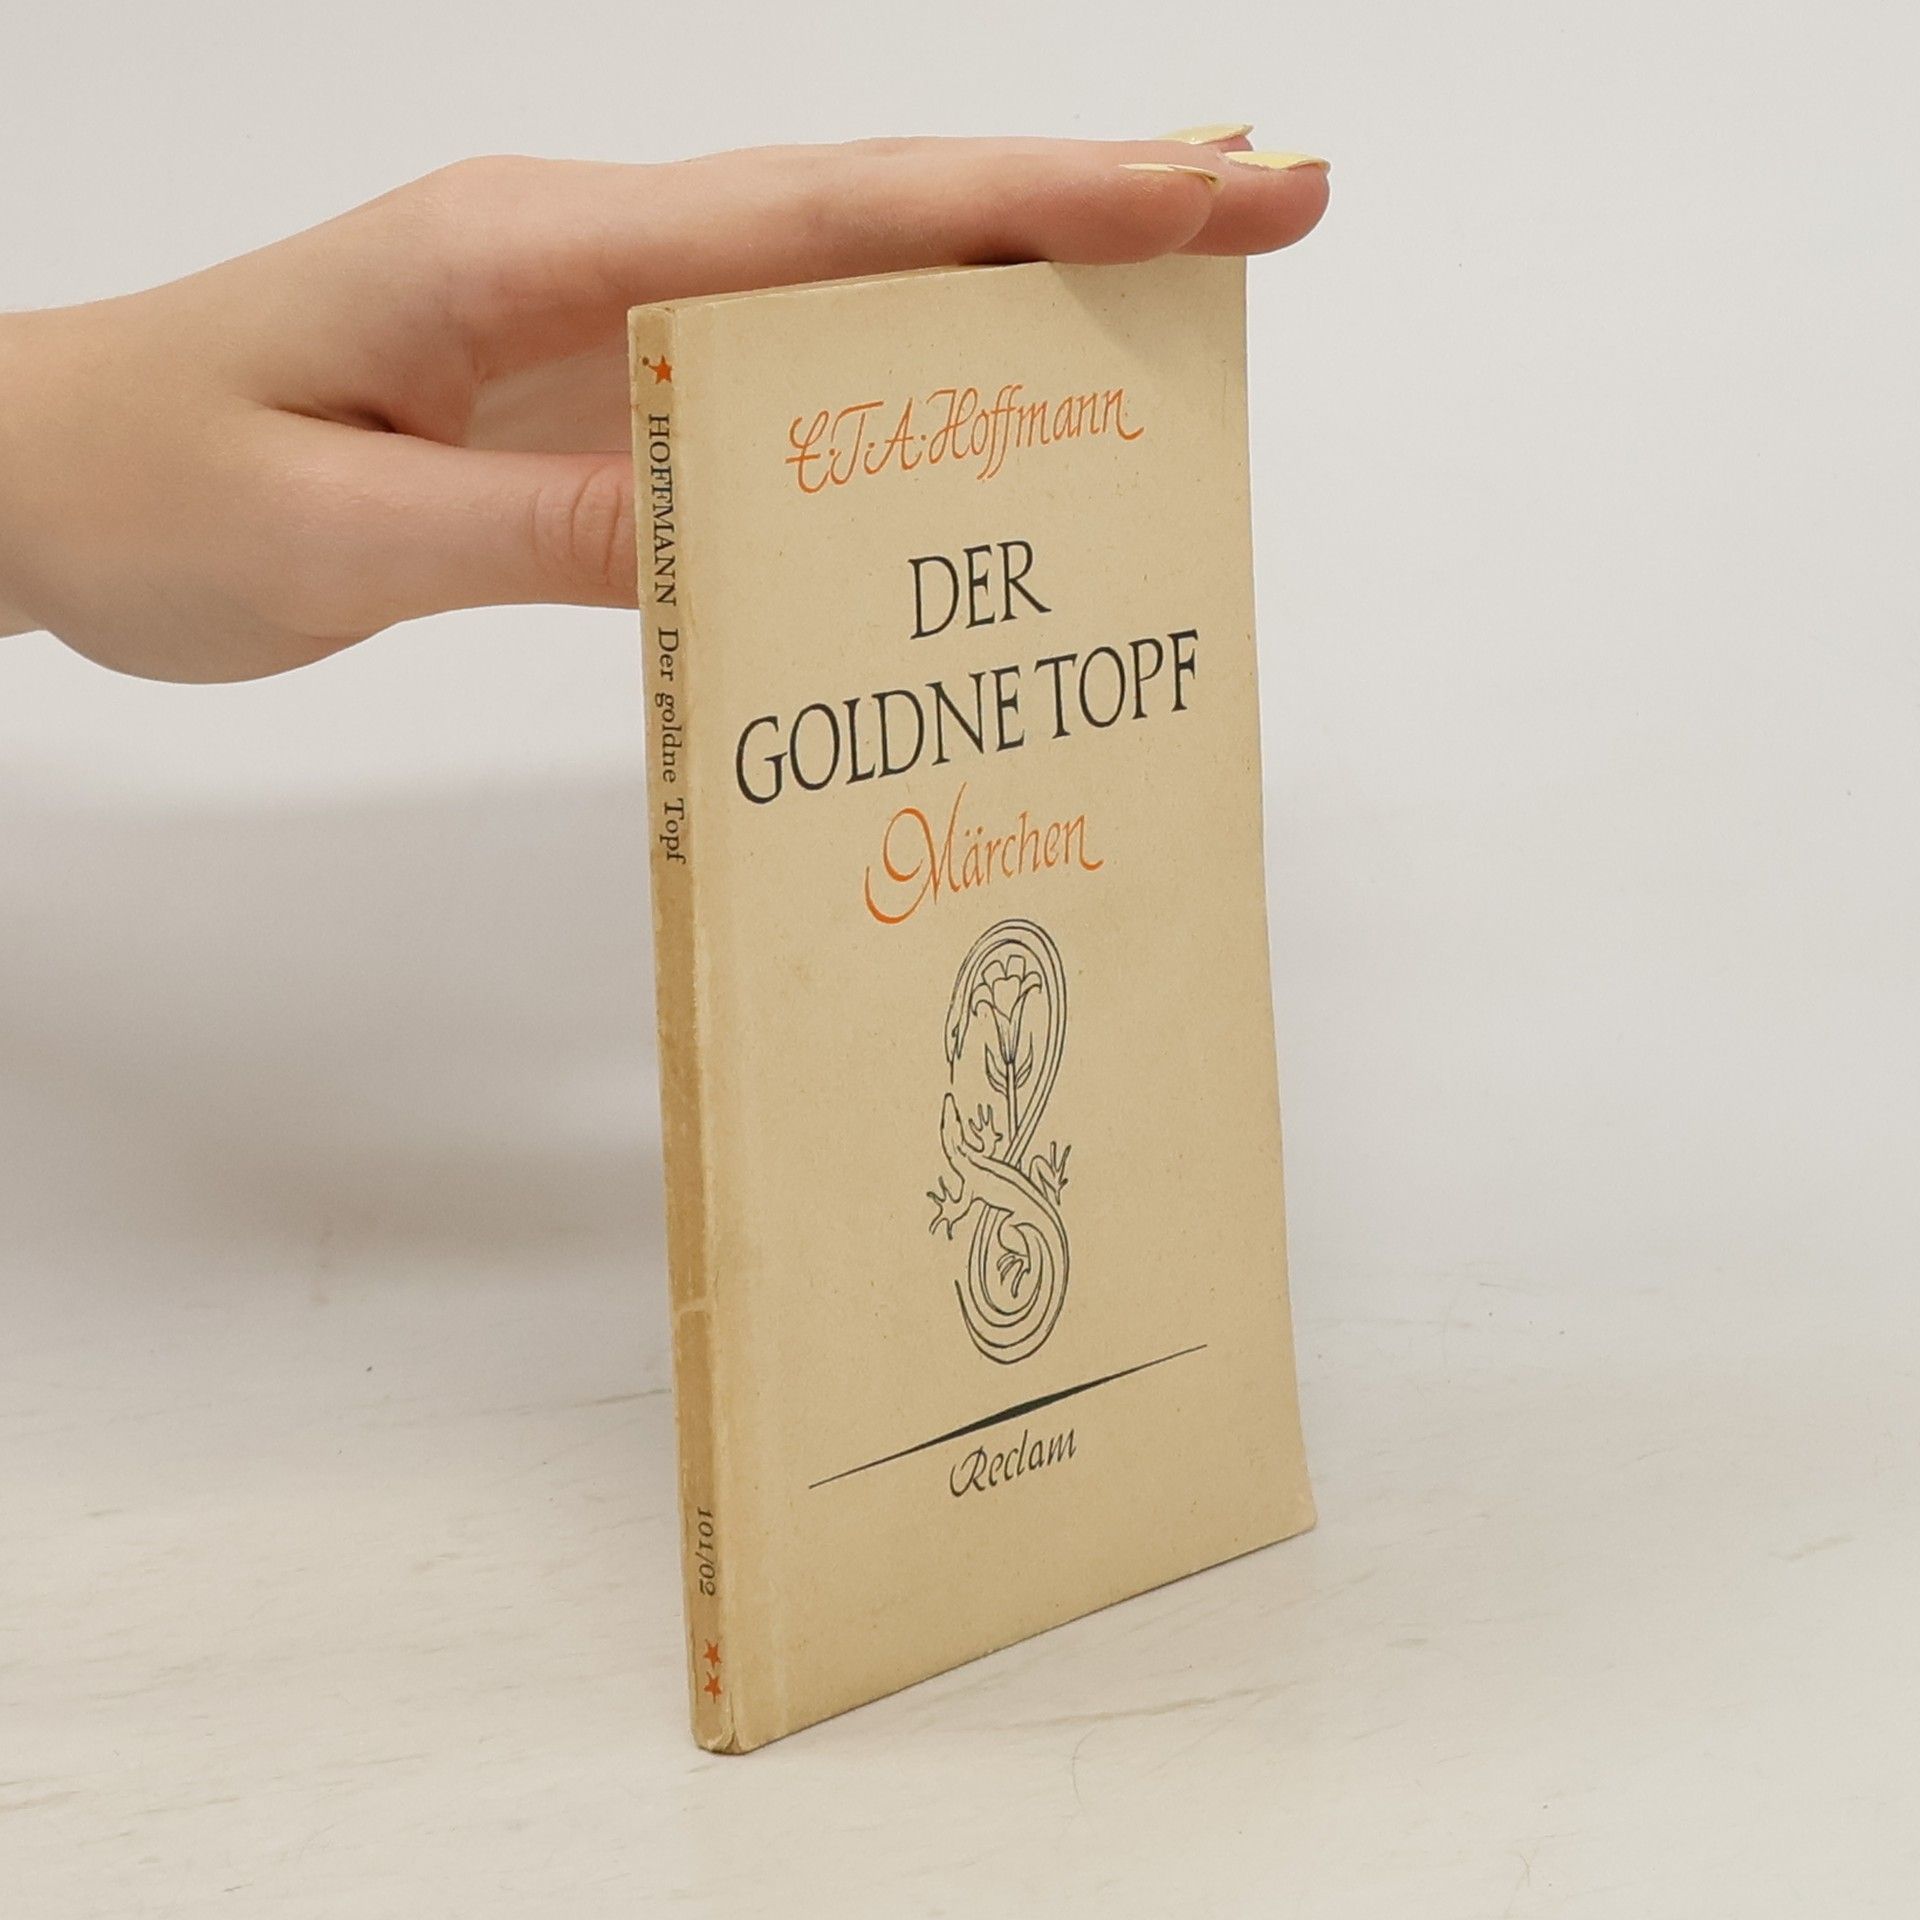 E.T.A. Hoffmann
DER
GOLDNE TOPF
Märchen
Reclam
HOFFMANN Der goldne Topf
101/02